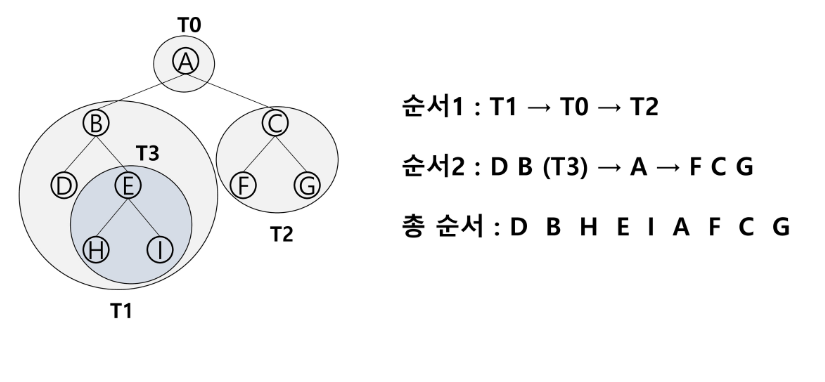 T0
A
B
C
T3
D
E
F
G
H
I
T2
T1
순서1 : T1 → T0 → T2
순서2 : D B (T3) → A → F C G
총 순서 : D B H E I A F C G